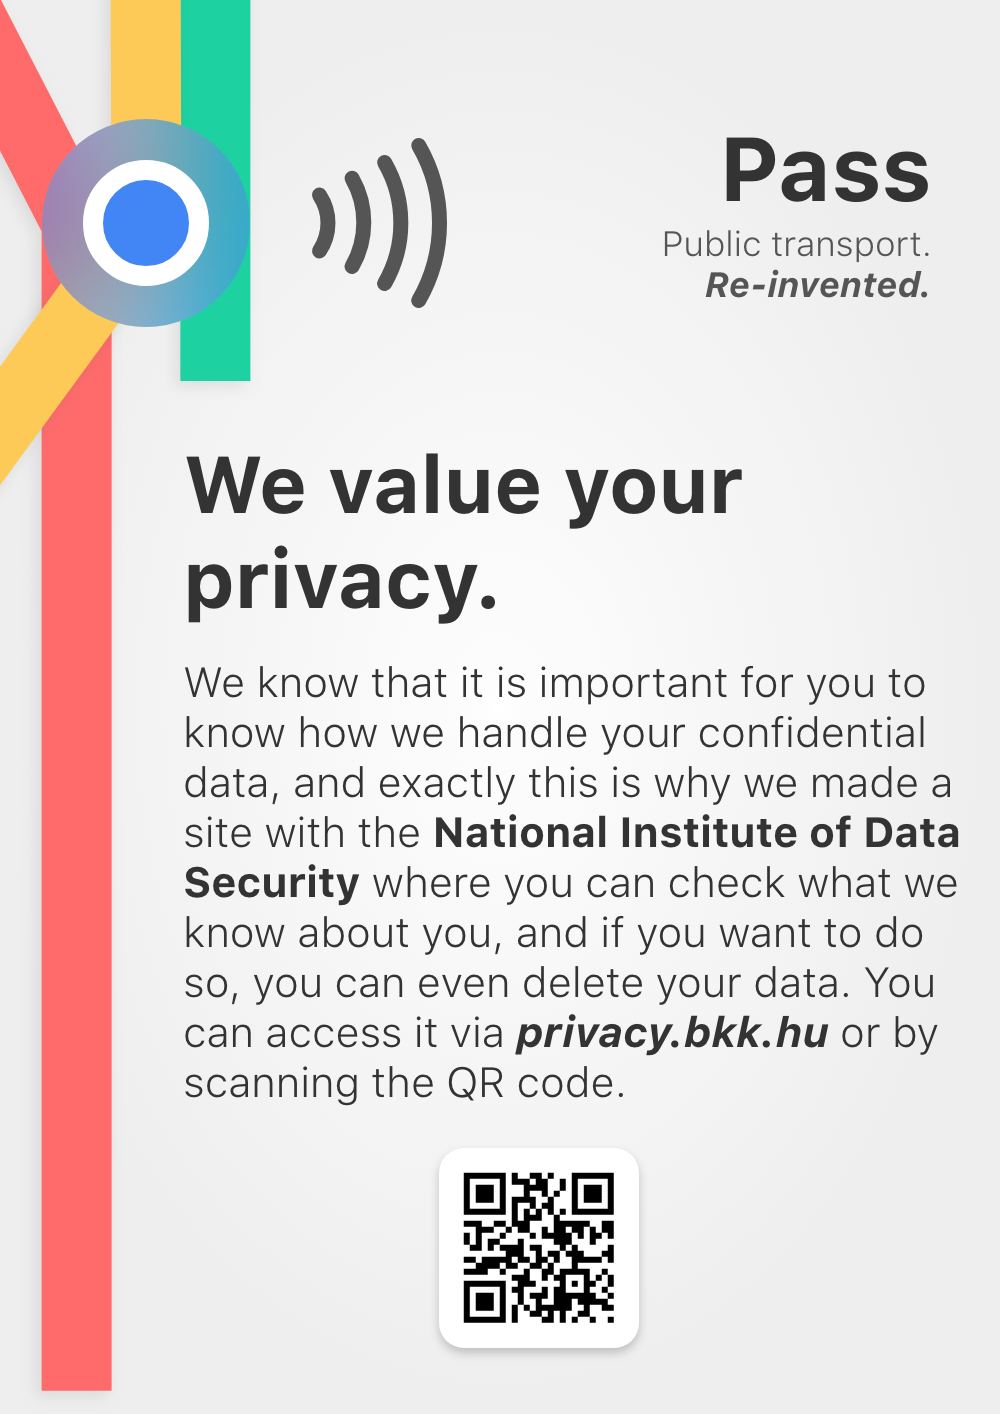 Pass
Public transport.
Re-invented.
We value your
privacy.
We know that it is important for you to
know how we handle your confidential
data, and exactly this is why we made a
site with the National Institute of Data
Security where you can check what we
know about you, and if you want to do
so, you can even delete your data. You
can access it via privacy.bkk.hu or by
scanning the QR code.